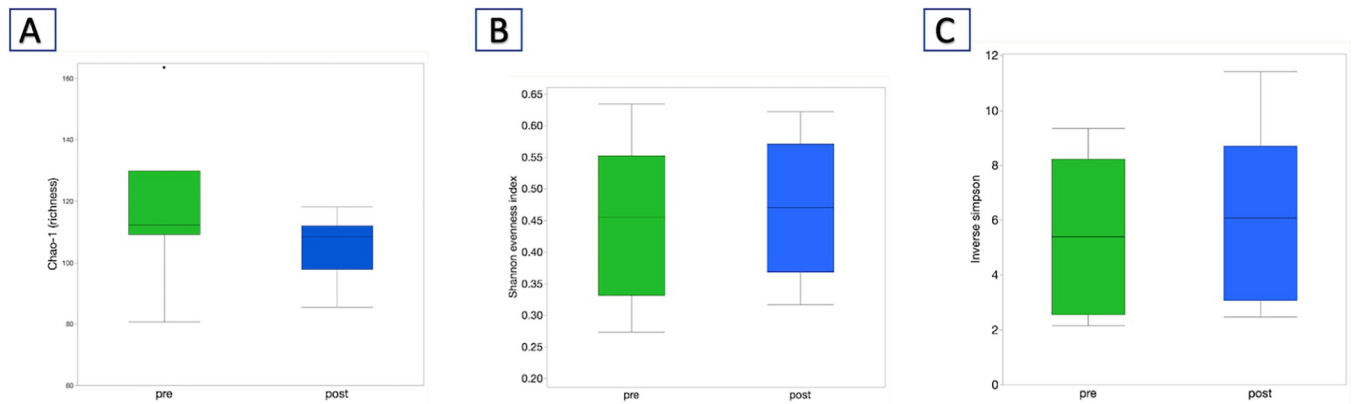 A
Chao-1 (richness)
160
140
120
100
80
60
pre
post
B
Shannon evenness index
0.65
0.60
0.55
0.50
0.45
0.40
0.35
0.30
0.25
0.20
pre
post
C
Inverse simpson
12
10
8
6
4
2
0
pre
post